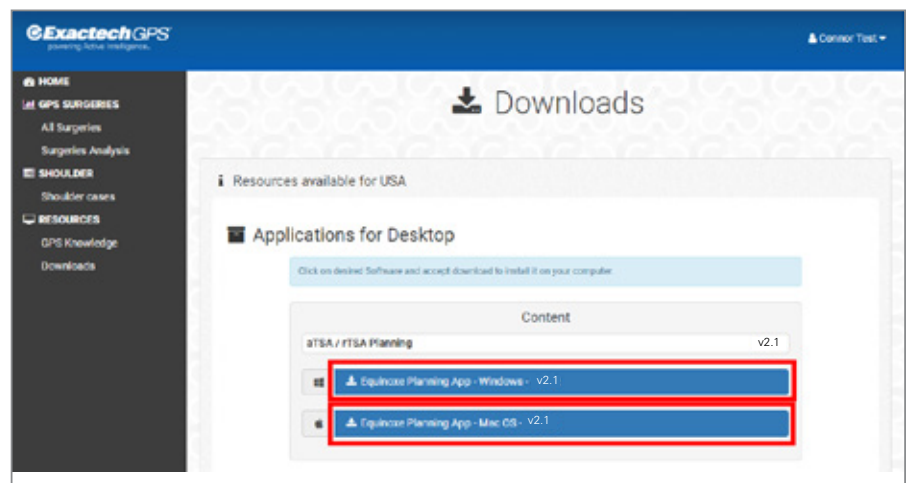 Exactech GPS®
powering Active Intelligence.
Connor Test
HOME
GPS SURGERIES
All Surgeries
Surgeries Analysis
SHOULDER
Shoulder cases
RESOURCES
GPS Knowledge
Downloads
Downloads
Resources available for USA
Applications for Desktop
Click on desired Software and accept download to install it on your computer.
Content
aTSA / rTSA Planning v2.1
Equinoxe Planning App - Windows - v2.1
Equinoxe Planning App - Mac OS - v2.1